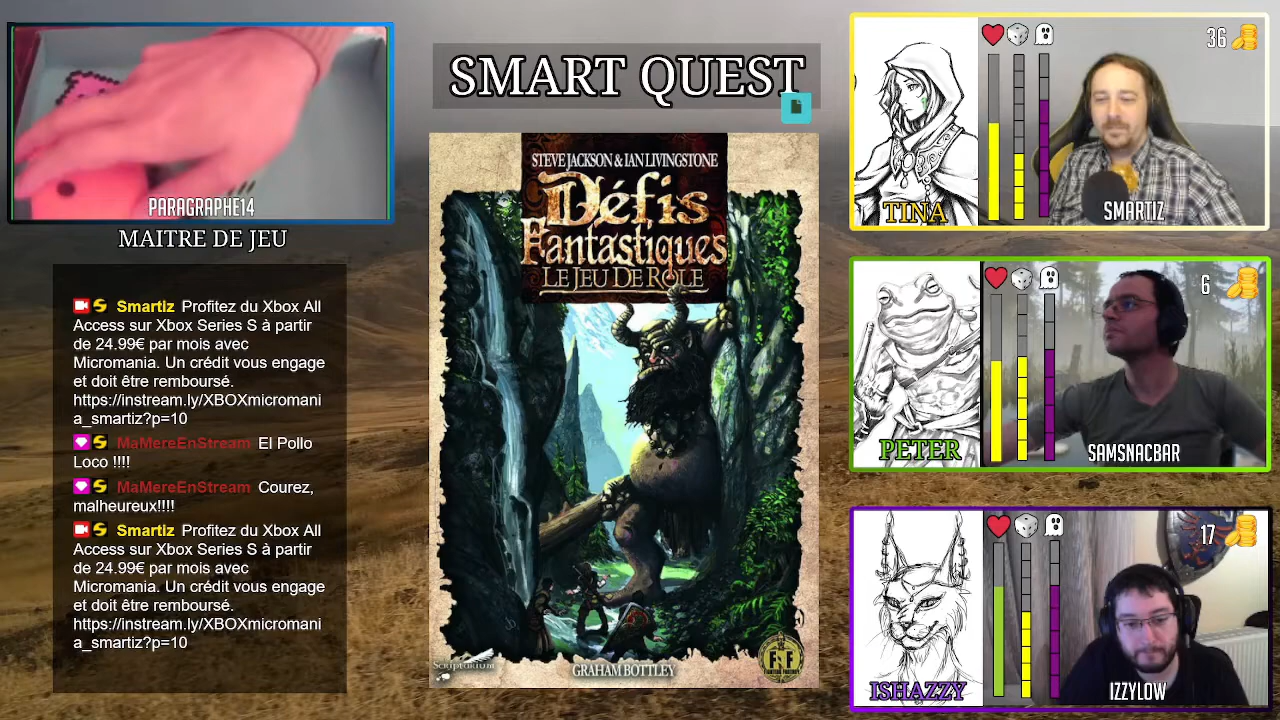 PARAGRAPHE14
MAITRE DE JEU
Smartiz Profitez du Xbox All
Access sur Xbox Series S à partir
de 24.99€ par mois avec
Micromania. Un crédit vous engage
et doit être remboursé.
https://instream.ly/XBOXmicromani
a_smartiz?p=10
MaMereEnStream El Pollo
Loco !!!!
MaMereEnStream Courez,
malheureux!!!!
Smartiz Profitez du Xbox All
Access sur Xbox Series S à partir
de 24.99€ par mois avec
Micromania. Un crédit vous engage
et doit être remboursé.
https://instream.ly/XBOXmicromani
a_smartiz?p=10
SMART QUEST
STEVE JACKSON & IAN LIVINGSTONE
Défis
Fantastiques
LE JEU DE RÔLE
SCRIPTARIUM
GRAHAM BOTTLEY
FF
36
TINA
SMARTIZ
6
PETER
SAMSNACBAR
17
ISHAZZY
IZZYLOW